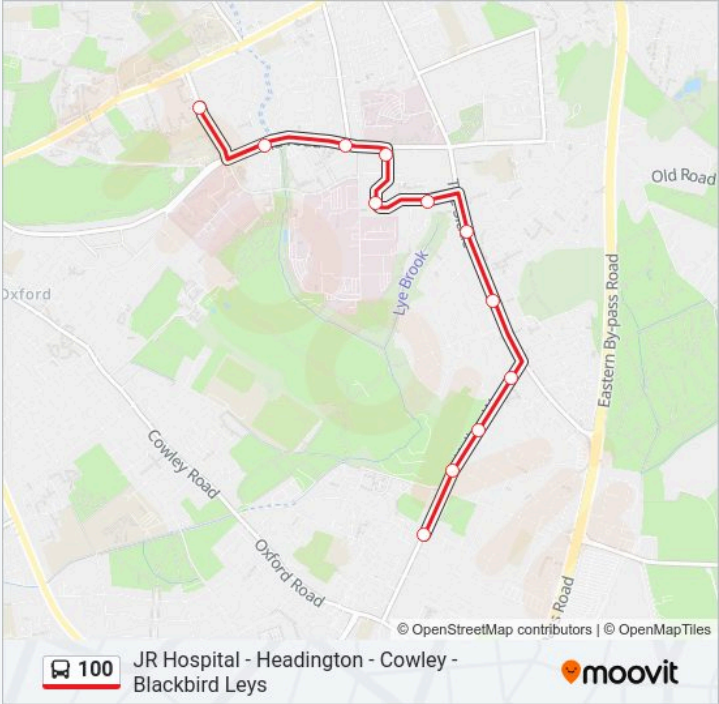 Old Road
Lye Brook
Eastern By-pass Road
Oxford
Cowley Road
Oxford Road
s Road
© OpenStreetMap contributors | © OpenMapTiles
100
JR Hospital - Headington - Cowley -
Blackbird Leys
moovit